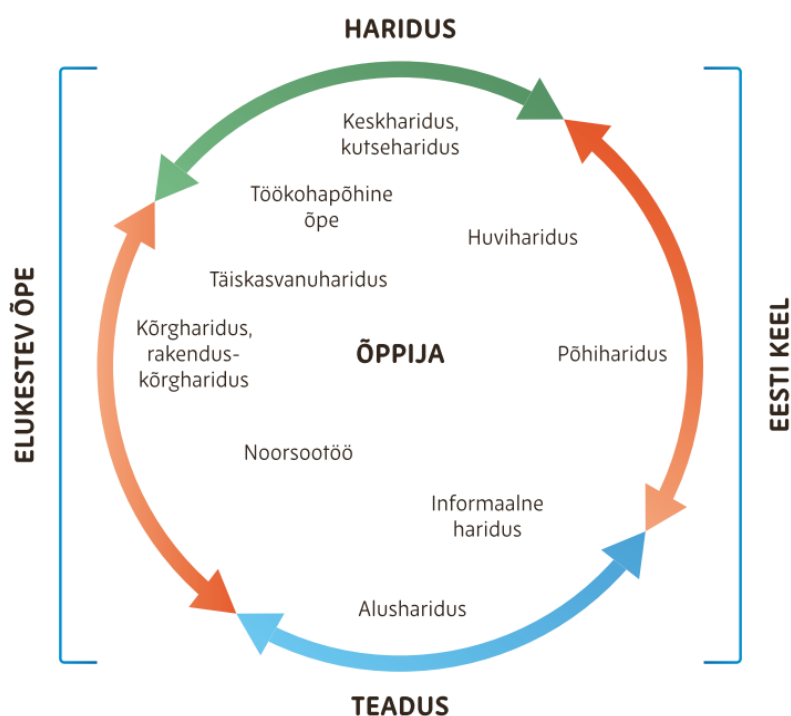 HARIDUS
Keskharidus,
kutseharidus
Töökohapõhine
õpe
Huviharidus
Täiskasvanuharidus
Kõrgharidus,
rakendus-
kõrgharidus
ÕPPIJA
Põhiharidus
ELUKESTEV ÕPE
EESTI KEEL
Noorsootöö
Informaalne
haridus
Alusharidus
TEADUS